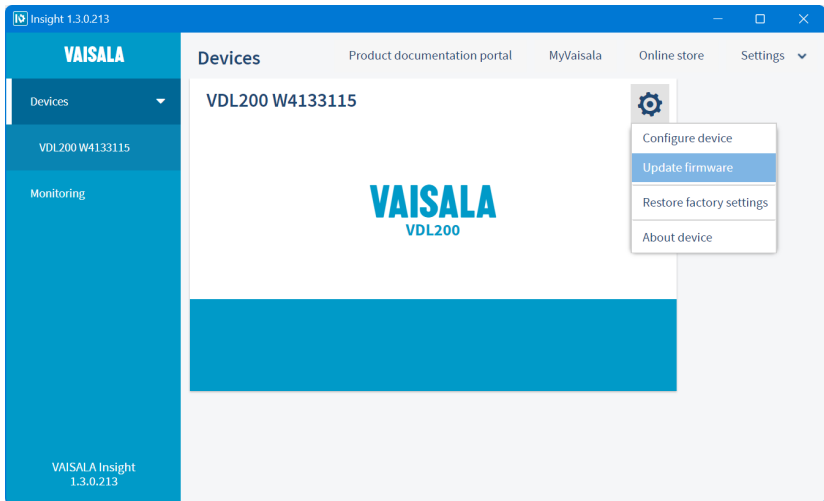 Insight 1.3.0.213
VAISALA
Devices
Product documentation portal
MyVaisala
Online store
Settings
Devices
VDL200 W4133115
Monitoring
VDL200 W4133115
VAISALA
VDL200
Configure device
Update firmware
Restore factory settings
About device
VAISALA Insight
1.3.0.213